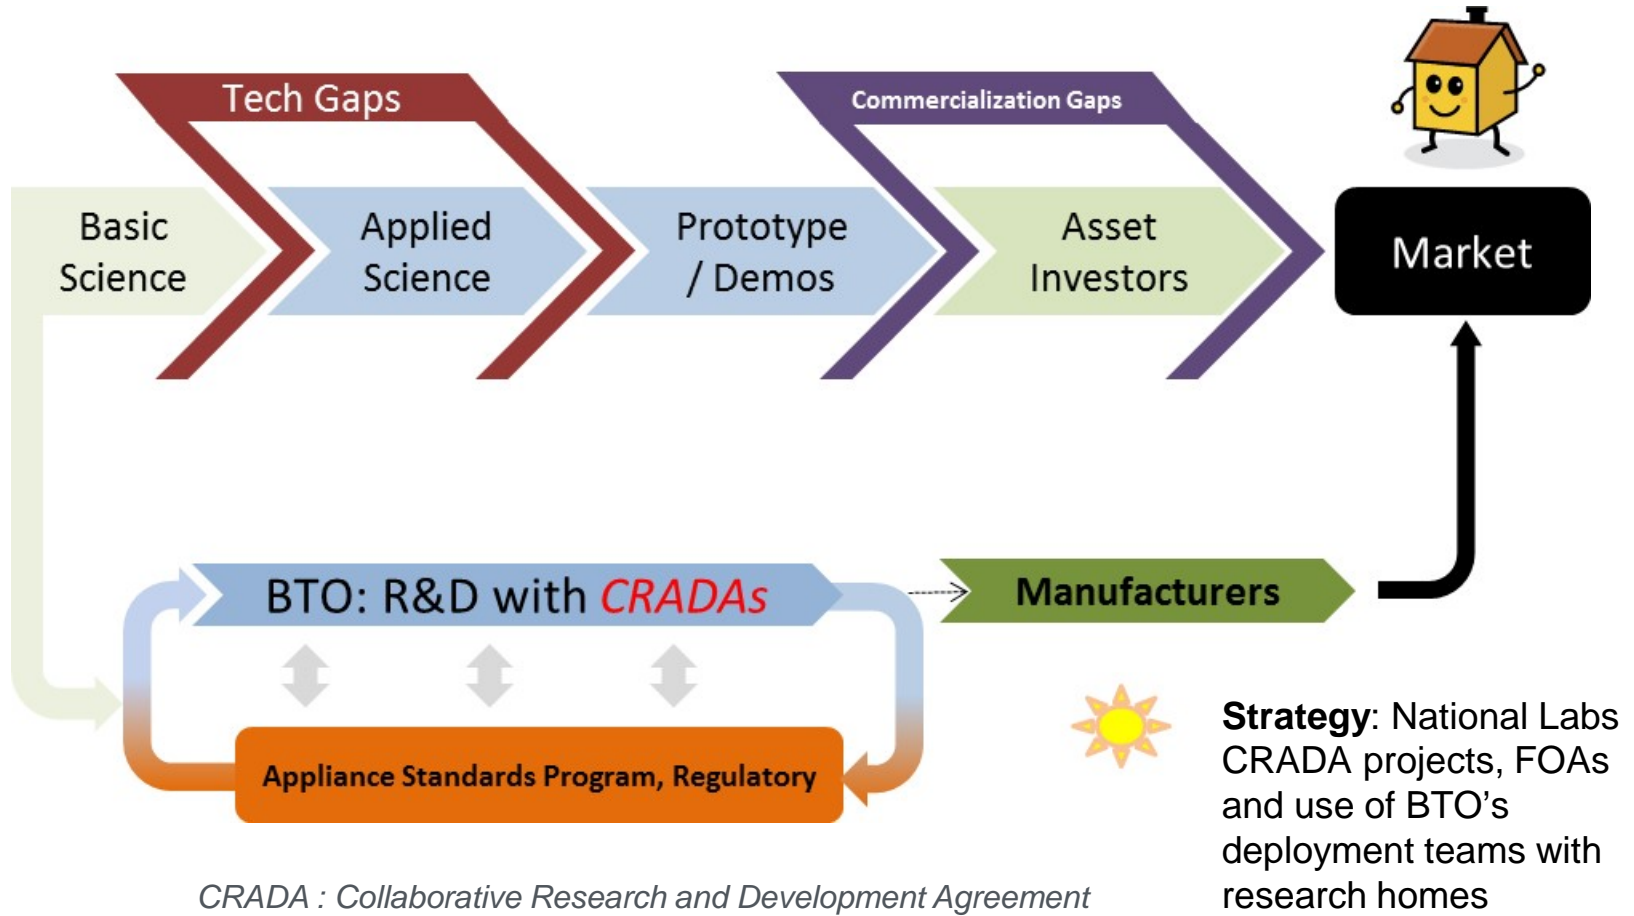 Tech Gaps
Commercialization Gaps
Basic
Science
Applied
Science
Prototype
/ Demos
Asset
Investors
Market
BTO: R&D with CRADAs
Manufacturers
Appliance Standards Program, Regulatory
Strategy: National Labs
CRADA projects, FOAs
and use of BTO’s
deployment teams with
research homes
CRADA : Collaborative Research and Development Agreement